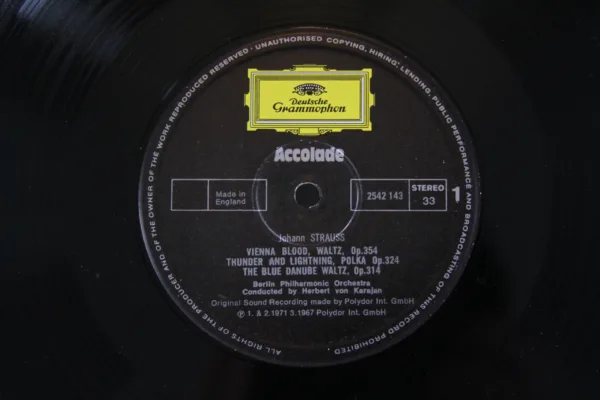 ALL RIGHTS OF THE PRODUCER AND OF THE OWNER OF THE WORK REPRODUCED RESERVED · UNAUTHORISED COPYING, HIRING, LENDING, PUBLIC PERFORMANCE AND BROADCASTING OF THIS RECORD PROHIBITED
Deutsche
Grammophon
Accolade
Made in
England
2542 143
STEREO
33
1
Johann STRAUSS
VIENNA BLOOD, WALTZ, Op.354
THUNDER AND LIGHTNING, POLKA Op.324
THE BLUE DANUBE WALTZ, Op.314
Berlin Philharmonic Orchestra
Conducted by Herbert von Karajan
Original Sound Recording made by Polydor Int. GmbH
℗ 1. & 2.1971 3.1967 Polydor Int. GmbH